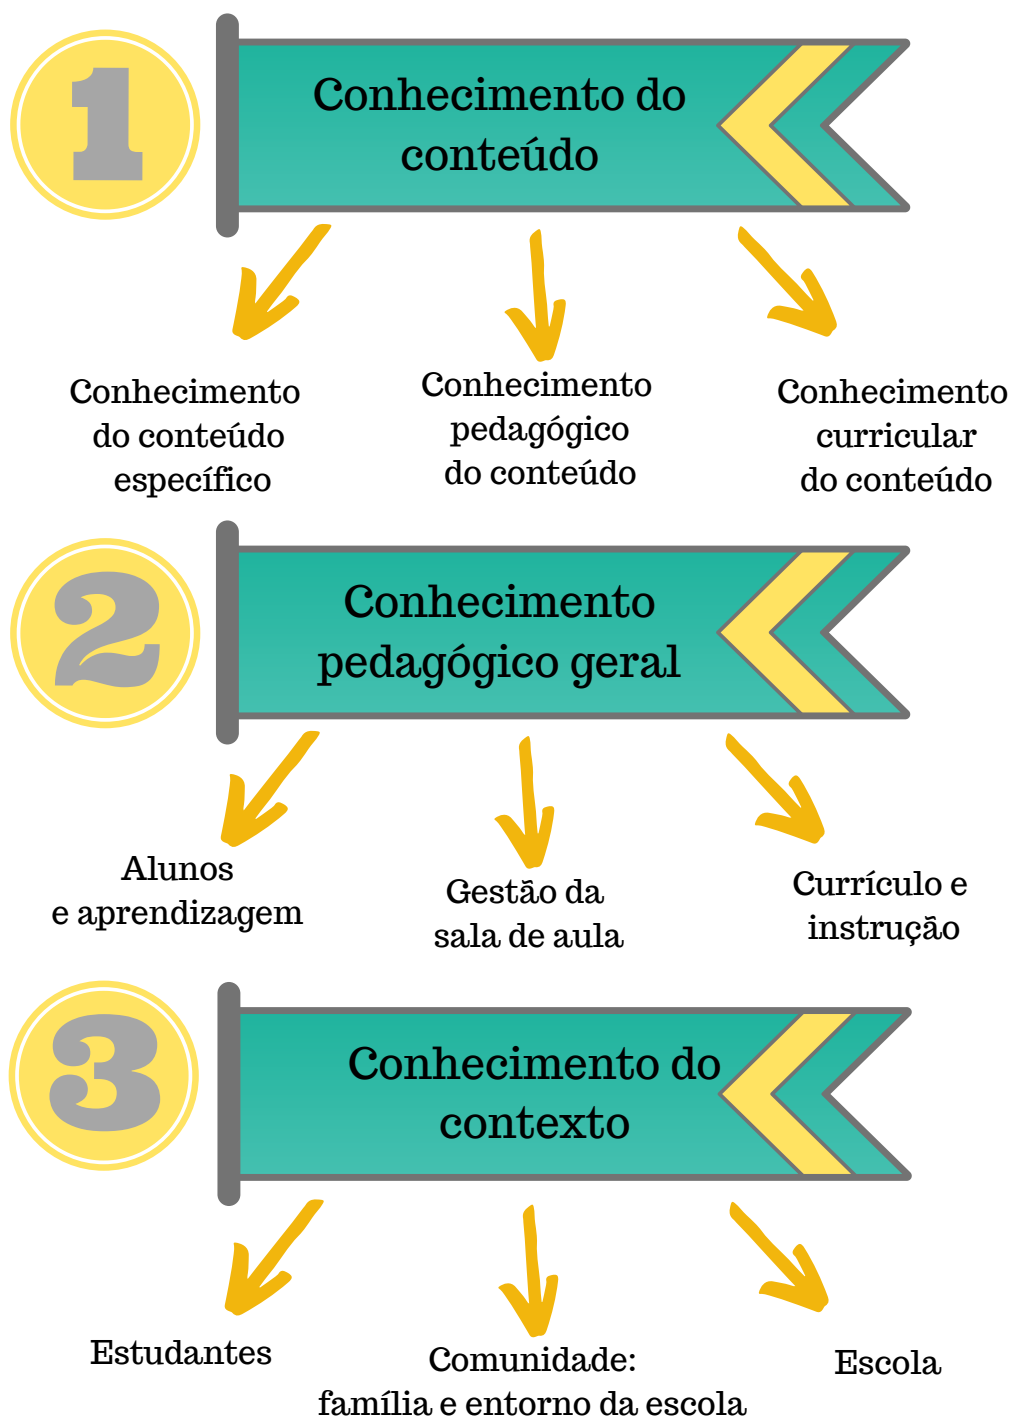 1
Conhecimento do
conteúdo
Conhecimento
do conteúdo
específico
Conhecimento
pedagógico
do conteúdo
Conhecimento
curricular
do conteúdo
2
Conhecimento
pedagógico geral
Alunos
e aprendizagem
Gestão da
sala de aula
Currículo e
instrução
3
Conhecimento do
contexto
Estudantes
Comunidade:
família e entorno da escola
Escola